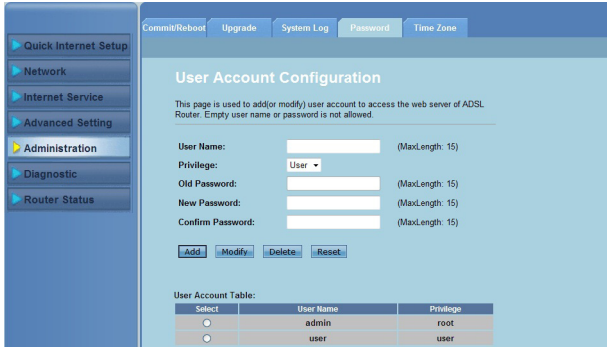 Commit/Reboot Upgrade System Log Password Time Zone
Quick Internet Setup
Network
Internet Service
Advanced Setting
Administration
Diagnostic
Router Status
User Account Configuration
This page is used to add(or modify) user account to access the web server of ADSL
Router. Empty user name or password is not allowed.
User Name: (MaxLength: 15)
Privilege: User
Old Password: (MaxLength: 15)
New Password: (MaxLength: 15)
Confirm Password: (MaxLength: 15)
Add Modify Delete Reset
User Account Table:
Select User Name Privilege
admin root
user user